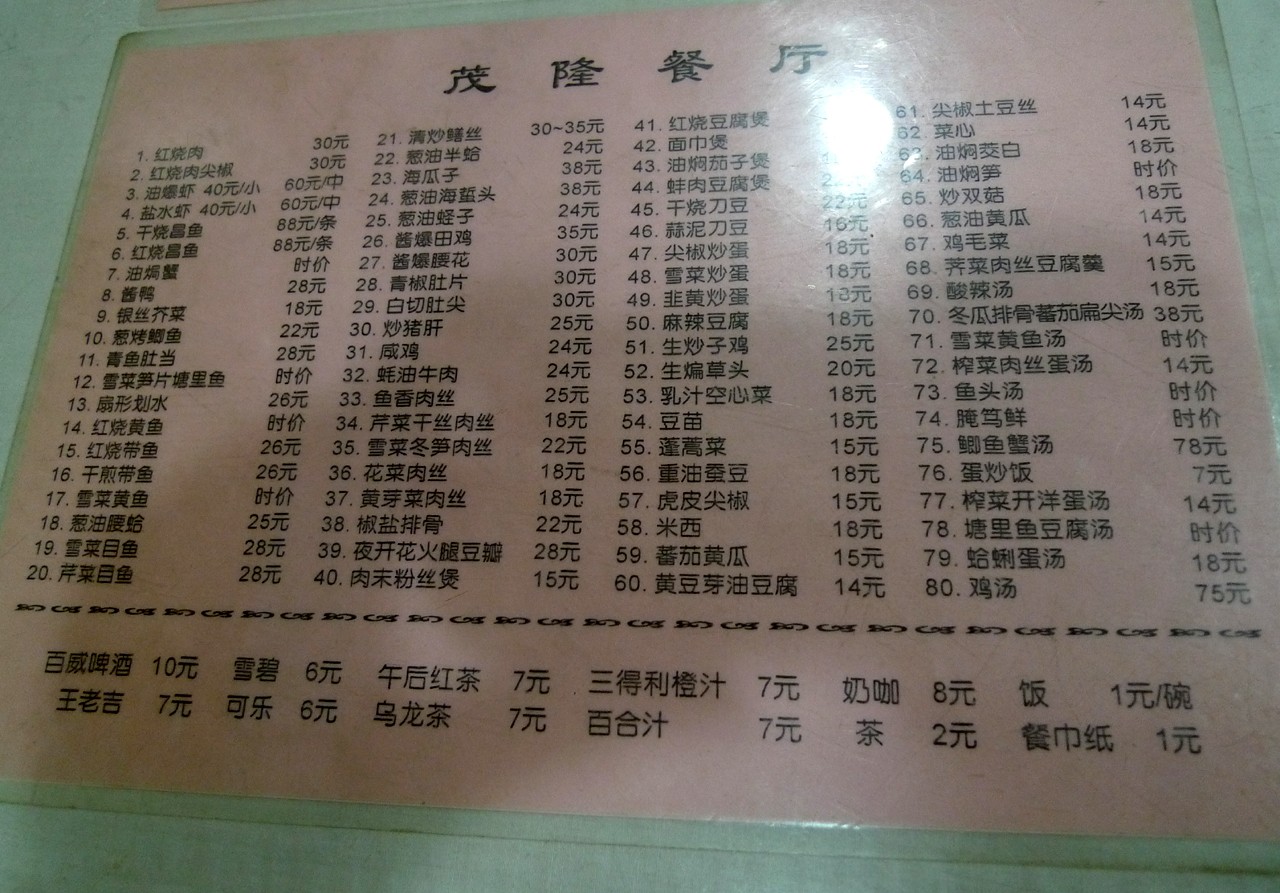 茂隆餐厅
1. 红烧肉 30元
2. 红烧肉尖椒 30元
3. 油爆虾 40元/小 60元/中
4. 盐水虾 40元/小 60元/中
5. 干烧昌鱼 88元/条
6. 红烧昌鱼 88元/条
7. 油焗蟹 时价
8. 酱鸭 28元
9. 银丝芥菜 18元
10. 葱烤鲫鱼 22元
11. 青鱼肚当 28元
12. 雪菜笋片塘里鱼 时价
13. 扇形划水 26元
14. 红烧黄鱼 时价
15. 红烧带鱼 26元
16. 干煎带鱼 26元
17. 雪菜黄鱼 时价
18. 葱油腰蛤 25元
19. 雪菜目鱼 28元
20. 芹菜目鱼 28元
21. 清炒鳝丝 30~35元
22. 葱油半蛤 24元
23. 海瓜子 38元
24. 葱油海蜇头 38元
25. 葱油蛏子 24元
26. 酱爆田鸡 35元
27. 酱爆腰花 30元
28. 青椒肚片 30元
29. 白切肚尖 30元
30. 炒猪肝 25元
31. 咸鸡 24元
32. 蚝油牛肉 24元
33. 鱼香肉丝 25元
34. 芹菜干丝肉丝 18元
35. 雪菜冬笋肉丝 22元
36. 花菜肉丝 18元
37. 黄芽菜肉丝 18元
38. 椒盐排骨 22元
39. 夜开花火腿豆瓣 28元
40. 肉末粉丝煲 15元
41. 红烧豆腐煲
42. 面巾煲
43. 油焖茄子煲
44. 蚌肉豆腐煲
45. 干烧刀豆 22元
46. 蒜泥刀豆 16元
47. 尖椒炒蛋 18元
48. 雪菜炒蛋 18元
49. 韭黄炒蛋 18元
50. 麻辣豆腐 18元
51. 生炒子鸡 25元
52. 生煸草头 20元
53. 乳汁空心菜 18元
54. 豆苗 18元
55. 蓬蒿菜 15元
56. 重油蚕豆 18元
57. 虎皮尖椒 15元
58. 米西 18元
59. 蕃茄黄瓜 15元
60. 黄豆芽油豆腐 14元
61. 尖椒土豆丝 14元
62. 菜心 14元
63. 油焖茭白 18元
64. 油焖笋 时价
65. 炒双菇 18元
66. 葱油黄瓜 14元
67. 鸡毛菜 14元
68. 荠菜肉丝豆腐羹 15元
69. 酸辣汤 18元
70. 冬瓜排骨蕃茄扁尖汤 38元
71. 雪菜黄鱼汤 时价
72. 榨菜肉丝蛋汤 14元
73. 鱼头汤 时价
74. 腌笃鲜 时价
75. 鲫鱼蟹汤 78元
76. 蛋炒饭 7元
77. 榨菜开洋蛋汤 14元
78. 塘里鱼豆腐汤 时价
79. 蛤蜊蛋汤 18元
80. 鸡汤 75元
百威啤酒 10元 雪碧 6元 午后红茶 7元 三得利橙汁 7元 奶咖 8元 饭 1元/碗
王老吉 7元 可乐 6元 乌龙茶 7元 百合汁 7元 茶 2元 餐巾纸 1元